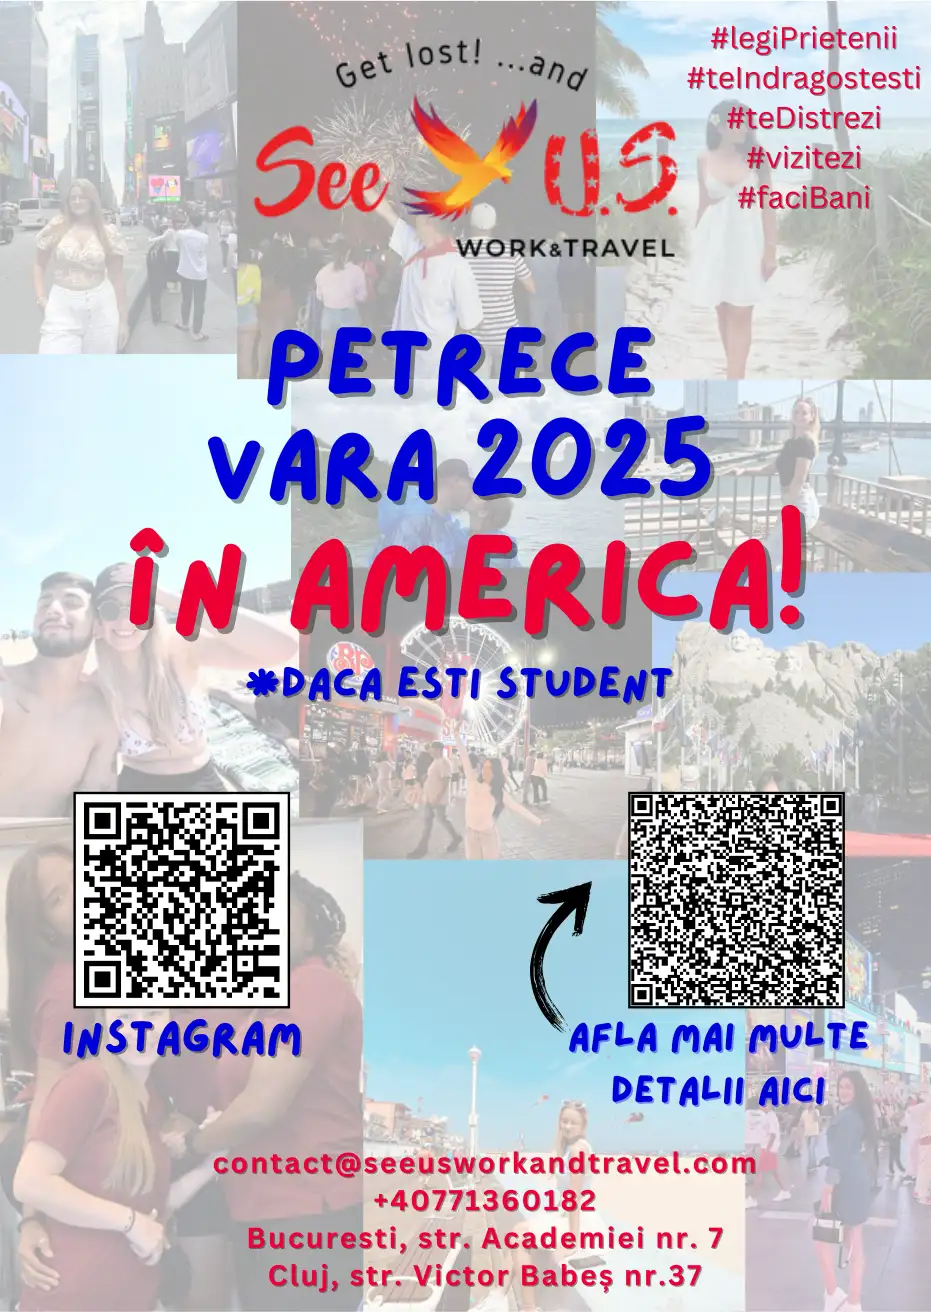 Get lost! ...and
See U.S.
WORK&TRAVEL
#legiPrietenii
#teIndragostesti
#teDistrezi
#vizitezi
#faciBani
PETRECE
VARA 2025
ÎN AMERICA!
*DACA ESTI STUDENT
INSTAGRAM
AFLA MAI MULTE
DETALII AICI
contact@seeusworkandtravel.com
+40771360182
Bucuresti, str. Academiei nr. 7
Cluj, str. Victor Babeș nr.37